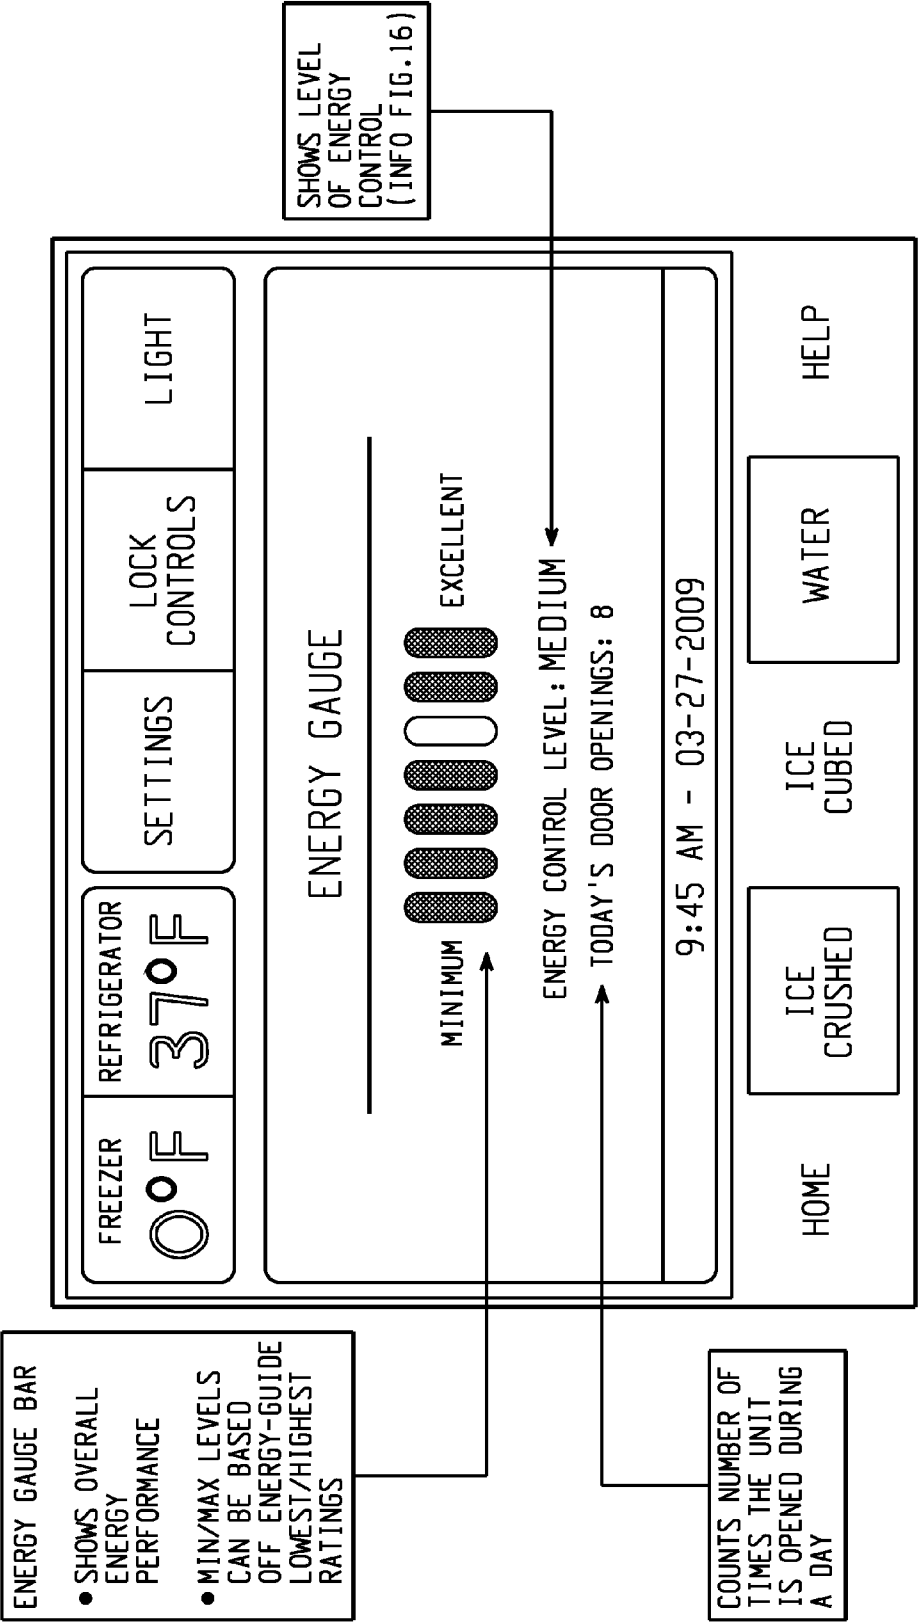 ENERGY GAUGE BAR
• SHOWS OVERALL
ENERGY
PERFORMANCE
• MIN/MAX LEVELS
CAN BE BASED
OFF ENERGY-GUIDE
LOWEST/HIGHEST
RATINGS
FREEZER
0°F
REFRIGERATOR
37°F
SETTINGS
LOCK
CONTROLS
LIGHT
SHOWS LEVEL
OF ENERGY
CONTROL
(INFO FIG.16)
ENERGY GAUGE
MINIMUM
EXCELLENT
ENERGY CONTROL LEVEL: MEDIUM
TODAY'S DOOR OPENINGS: 8
9:45 AM - 03-27-2009
COUNTS NUMBER OF
TIMES THE UNIT
IS OPENED DURING
A DAY
HOME
ICE
CRUSHED
ICE
CUBED
WATER
HELP